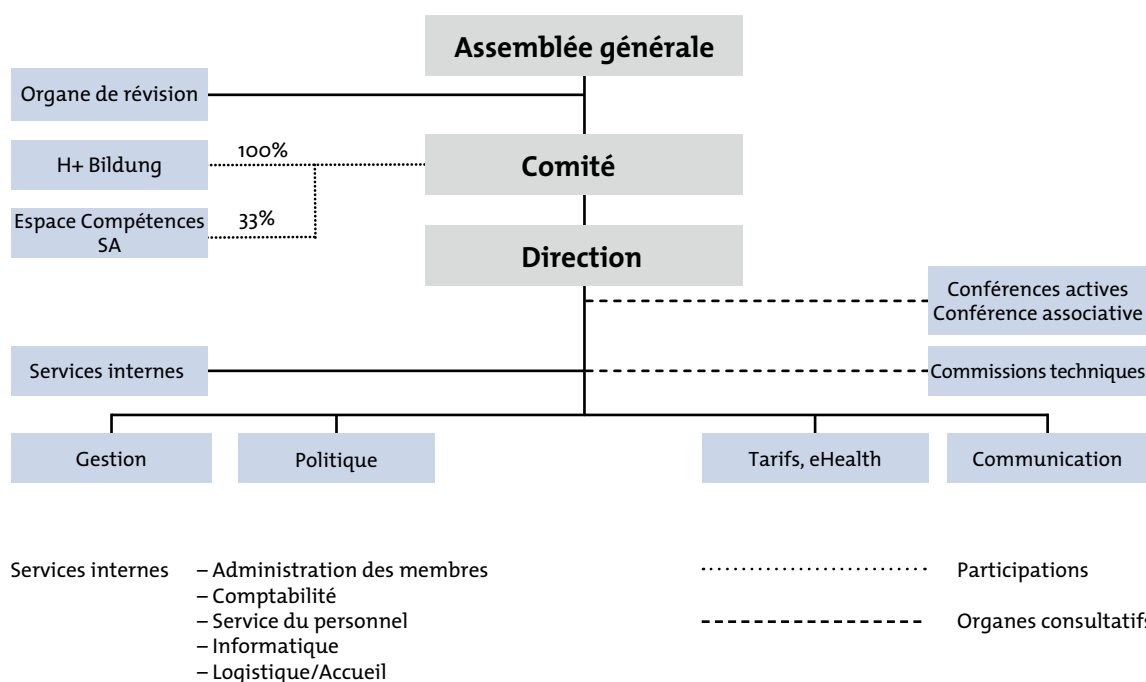 Assemblée générale
Organe de révision
H+ Bildung
100%
Comité
Espace Compétences
SA
33%
Direction
Conférences actives
Conférence associative
Services internes
Commissions techniques
Gestion
Politique
Tarifs, eHealth
Communication
Services internes
– Administration des membres
– Comptabilité
– Service du personnel
– Informatique
– Logistique/Accueil
Participations
Organes consultatifs